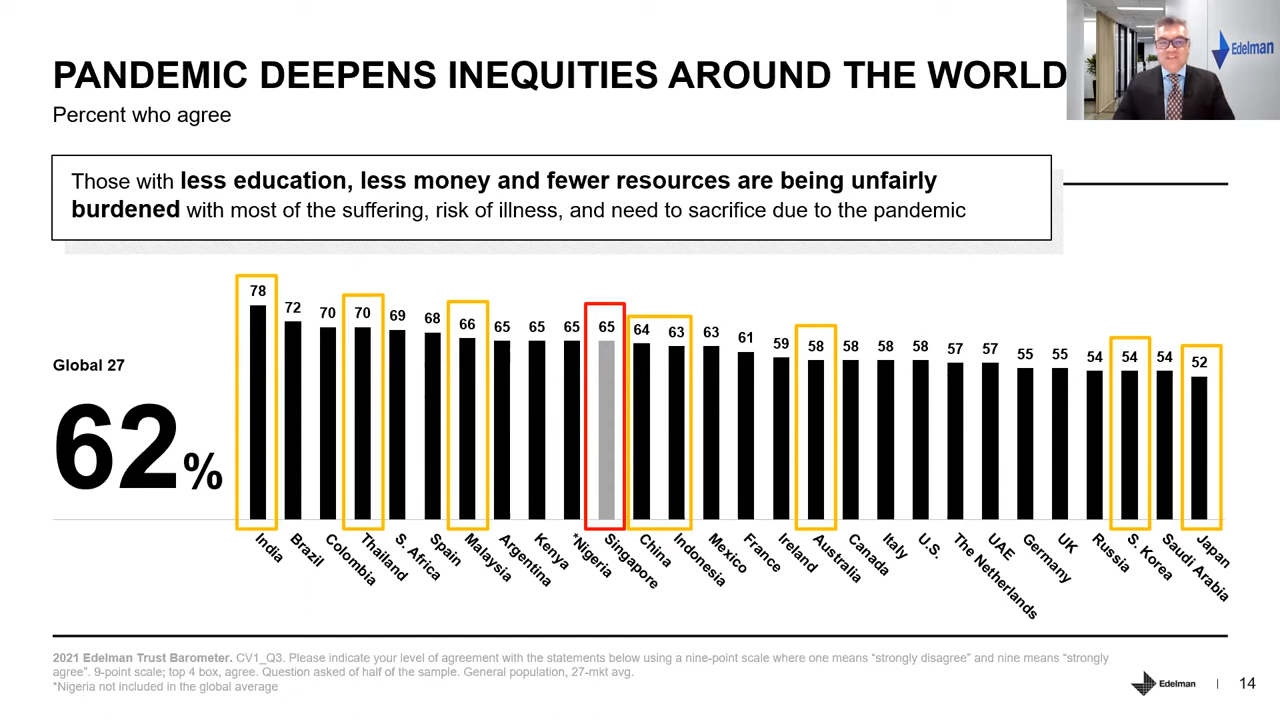 Edelman
PANDEMIC DEEPENS INEQUITIES AROUND THE WORLD
Percent who agree
Those with less education, less money and fewer resources are being unfairly
burdened with most of the suffering, risk of illness, and need to sacrifice due to the pandemic
Global 27
62%
78
72
70
70
69
68
66
65
65
65
65
64
63
63
61
59
58
58
58
58
57
57
55
55
54
54
54
52
India
Brazil
Colombia
Thailand
S. Africa
Spain
Malaysia
Argentina
Kenya
*Nigeria
Singapore
China
Indonesia
Mexico
France
Ireland
Australia
Canada
Italy
U.S.
The Netherlands
UAE
Germany
UK
Russia
S. Korea
Saudi Arabia
Japan
2021 Edelman Trust Barometer. CV1_Q3. Please indicate your level of agreement with the statements below using a nine-point scale where one means “strongly disagree” and nine means “strongly
agree”. 9-point scale; top 4 box, agree. Question asked of half of the sample. General population, 27-mkt avg.
*Nigeria not included in the global average
Edelman | 14